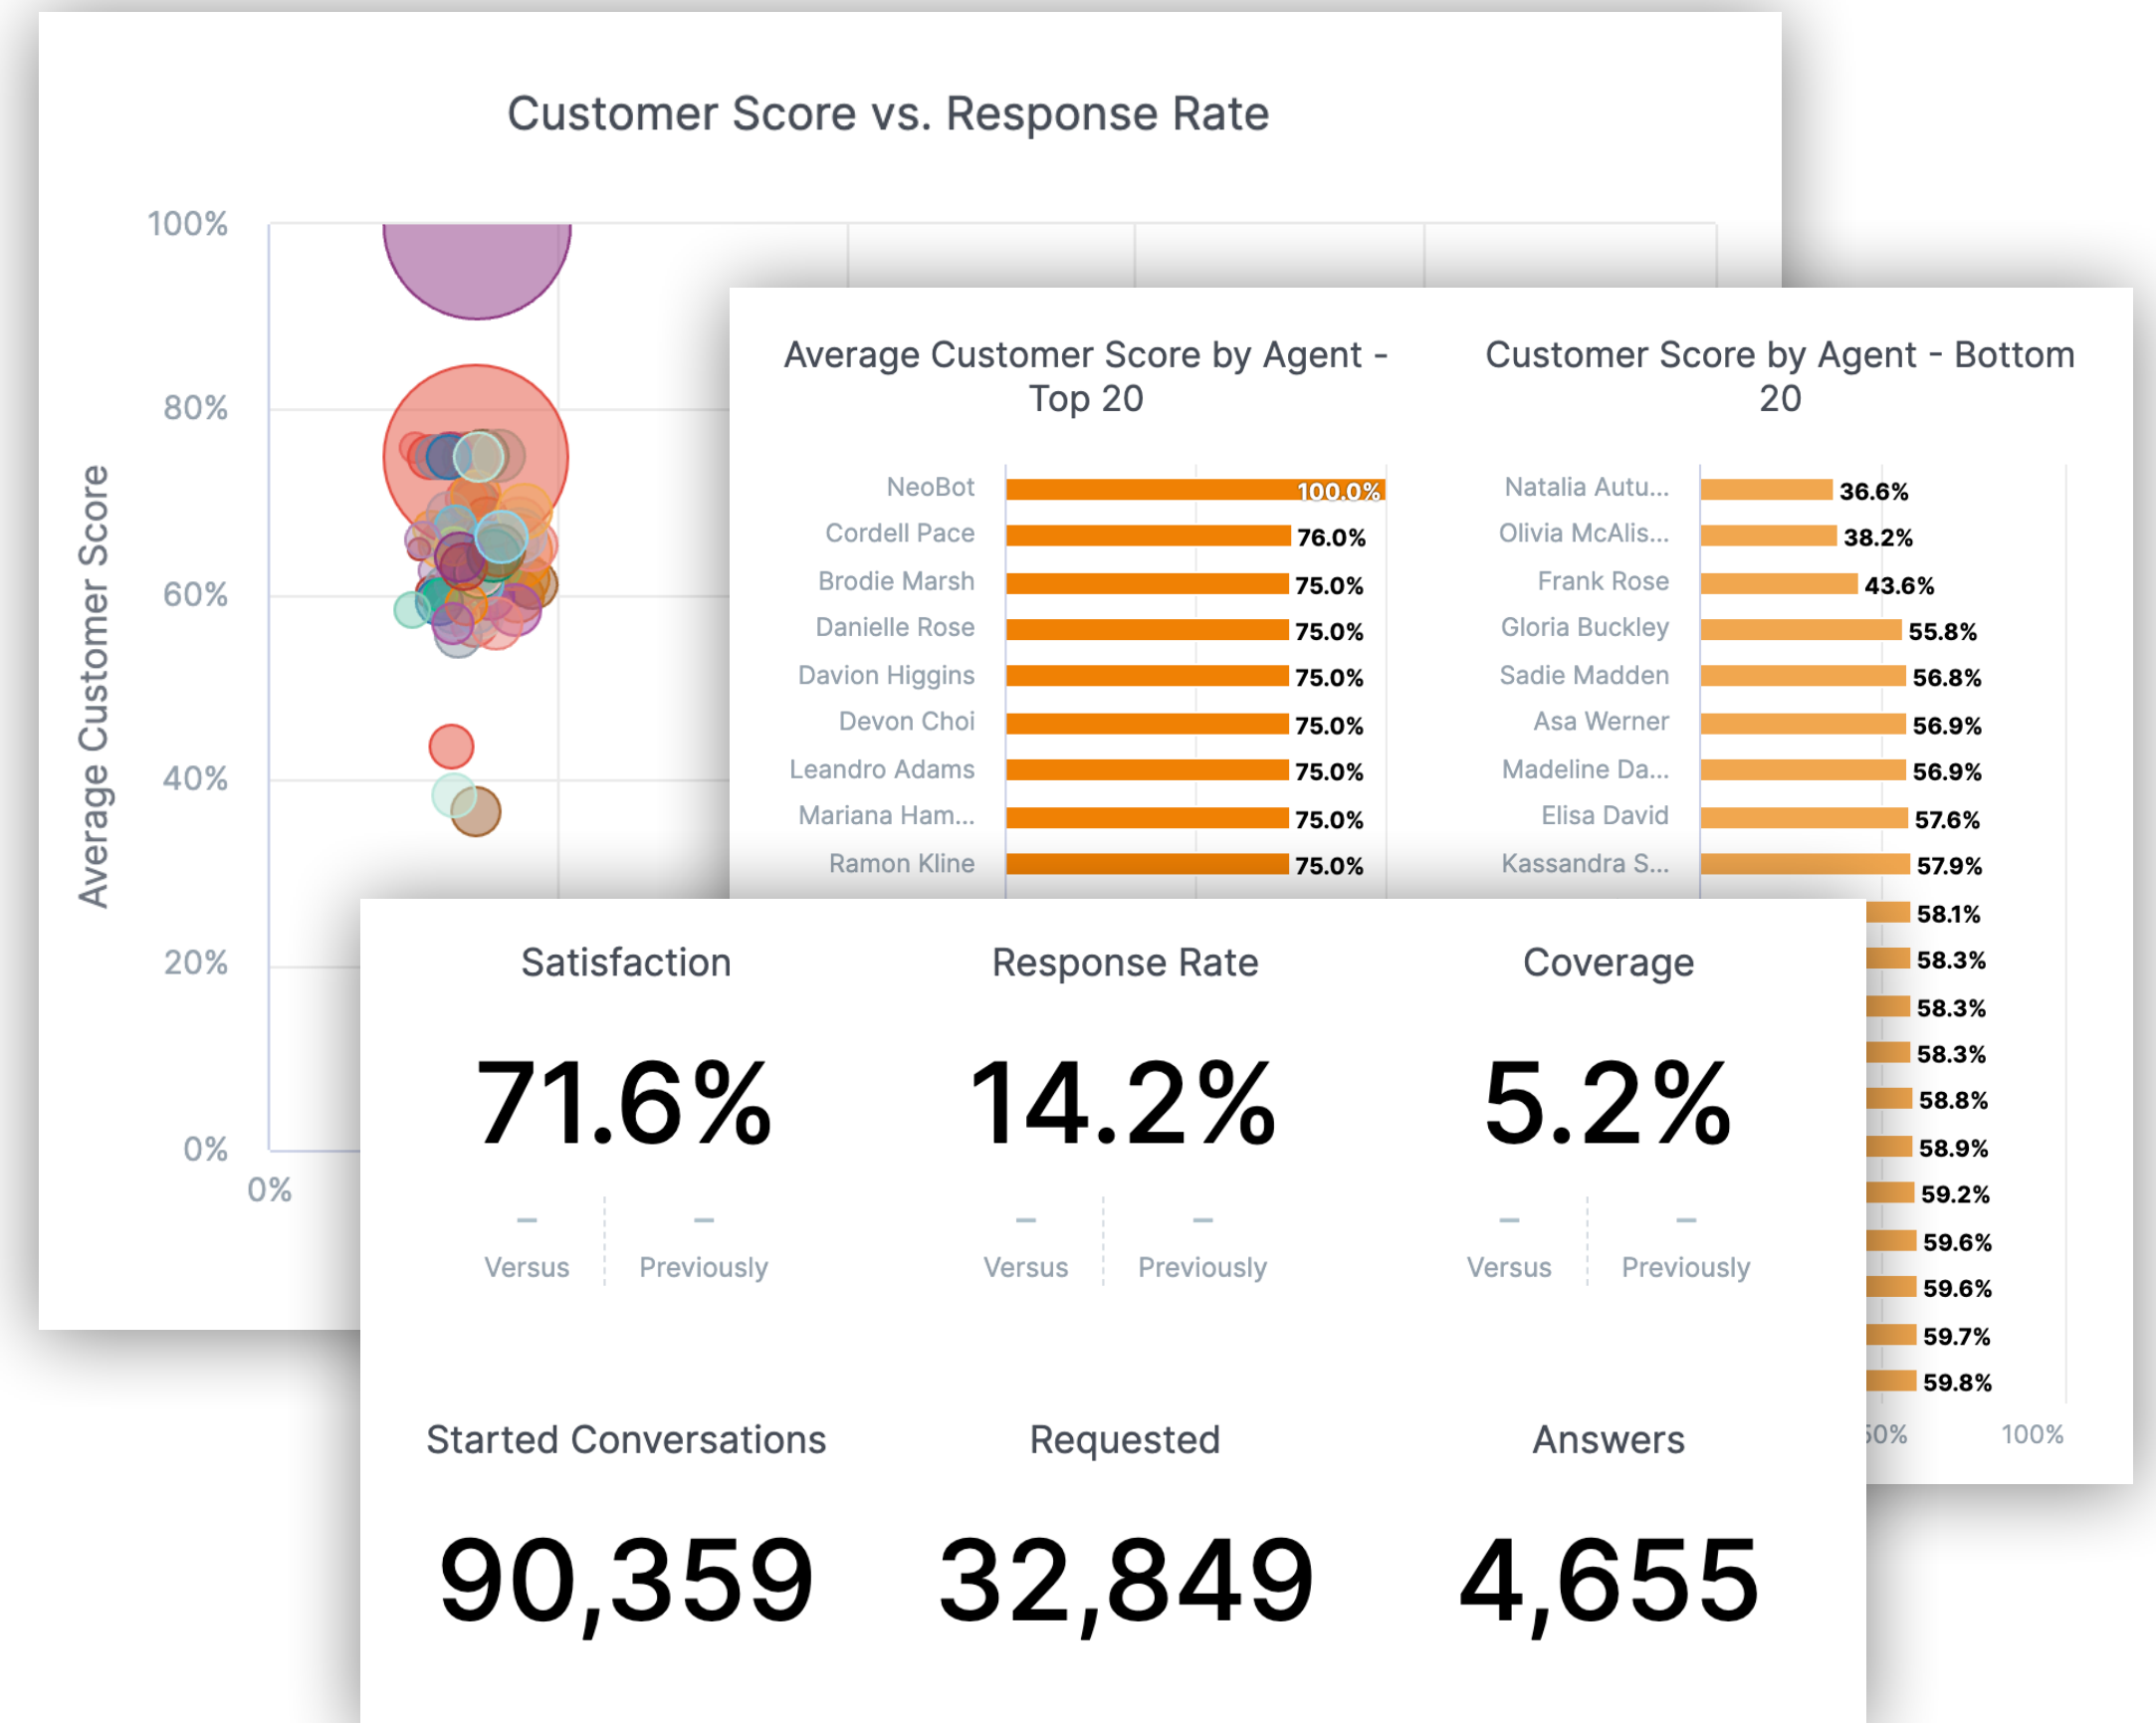 Customer Score vs. Response Rate
100%
80%
60%
40%
20%
0%
0%
Average Customer Score
Average Customer Score by Agent -
Top 20
NeoBot 100.0%
Cordell Pace 76.0%
Brodie Marsh 75.0%
Danielle Rose 75.0%
Davion Higgins 75.0%
Devon Choi 75.0%
Leandro Adams 75.0%
Mariana Ham... 75.0%
Ramon Kline 75.0%
Customer Score by Agent - Bottom
20
Natalia Autu... 36.6%
Olivia McAlis... 38.2%
Frank Rose 43.6%
Gloria Buckley 55.8%
Sadie Madden 56.8%
Asa Werner 56.9%
Madeline Da... 56.9%
Elisa David 57.6%
Kassandra S... 57.9%
58.1%
58.3%
58.3%
58.3%
58.8%
58.9%
59.2%
59.6%
59.6%
59.7%
59.8%
50% 100%
Satisfaction
71.6%
– –
Versus Previously
Response Rate
14.2%
– –
Versus Previously
Coverage
5.2%
– –
Versus Previously
Started Conversations
90,359
Requested
32,849
Answers
4,655